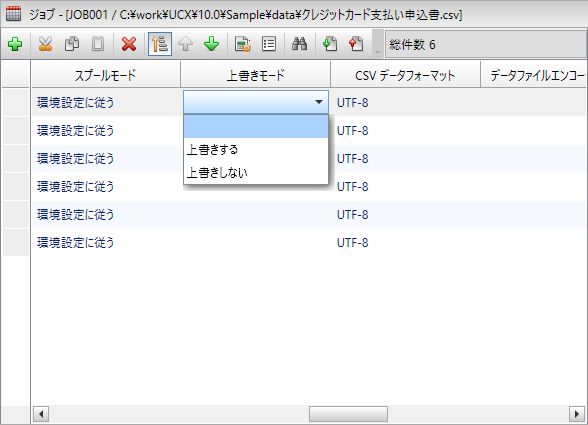 ジョブ - [JOB001 / C:¥work¥UCX¥10.0¥Sample¥data¥クレジットカード支払い申込書.csv]
総件数 6
スプールモード 上書きモード CSV データフォーマット データファイルエンコー
環境設定に従う UTF-8
環境設定に従う UTF-8
上書きする
環境設定に従う UTF-8
上書きしない
環境設定に従う UTF-8
環境設定に従う UTF-8
環境設定に従う UTF-8